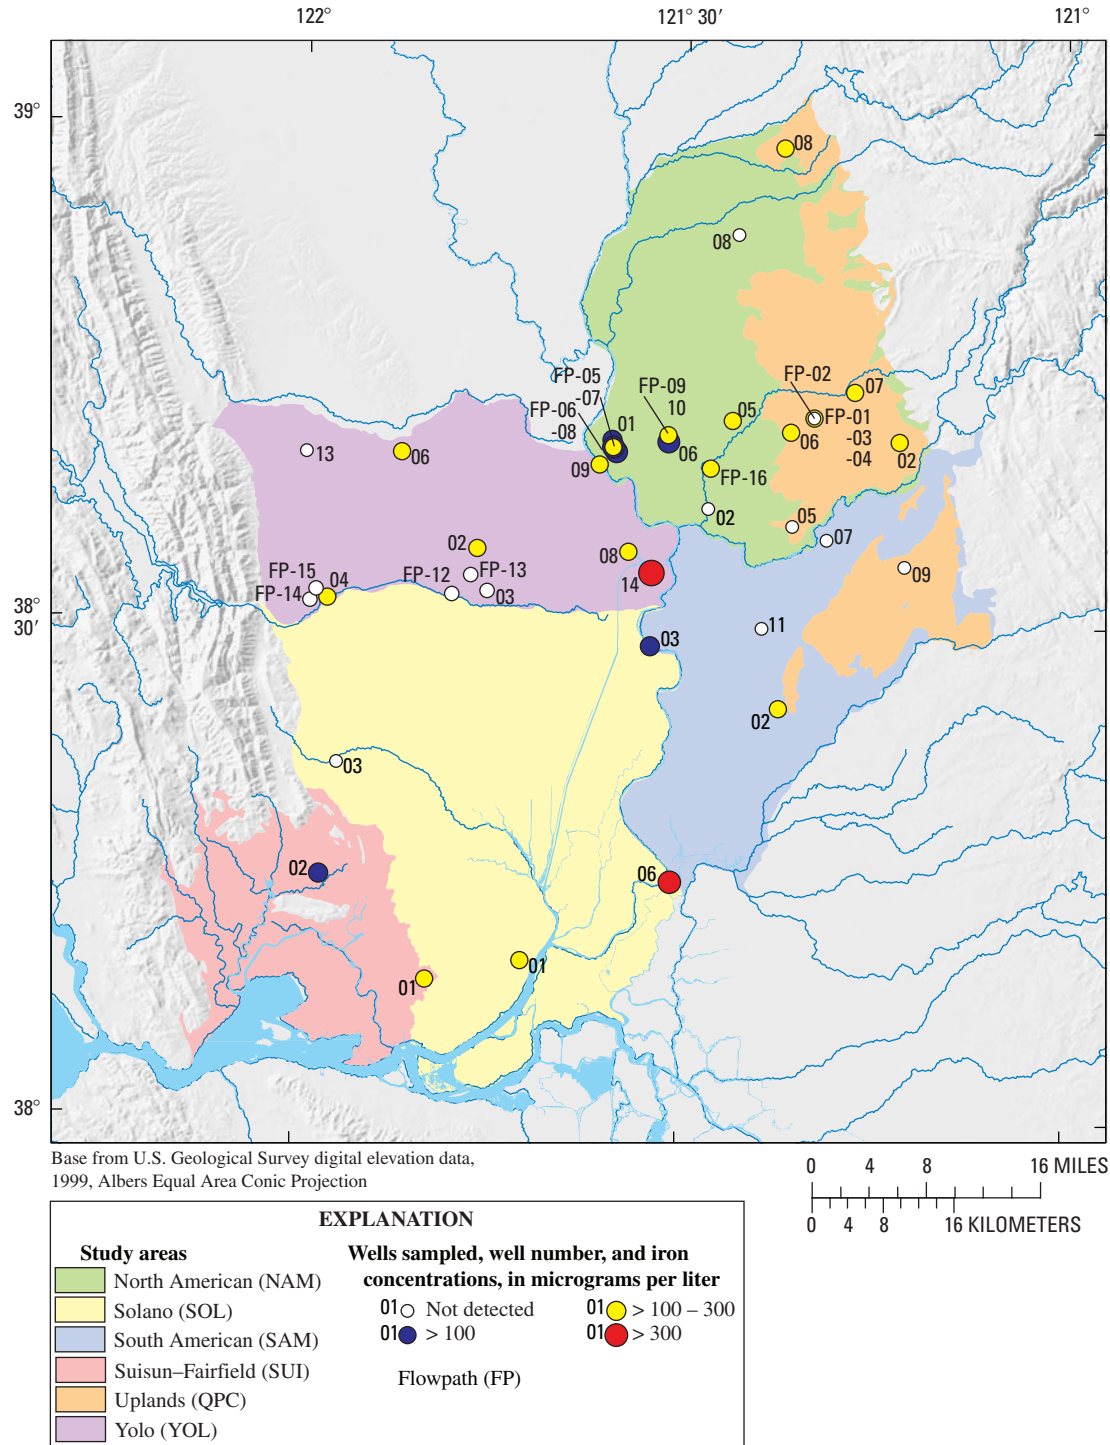 122°
121° 30'
121°
39°
08
08
FP-05
-07
FP-09
10
FP-02
07
FP-06
-08
01
05
FP-01
-03
-04
06
06
02
13
06
09
FP-16
02
05
07
02
08
FP-15
FP-12
FP-13
14
09
FP-14
04
03
38°
30'
03
11
02
03
02
06
01
01
38°
Base from U.S. Geological Survey digital elevation data,
1999, Albers Equal Area Conic Projection
0 4 8 16 MILES
0 4 8 16 KILOMETERS
EXPLANATION
Study areas
North American (NAM)
Solano (SOL)
South American (SAM)
Suisun–Fairfield (SUI)
Uplands (QPC)
Yolo (YOL)
Wells sampled, well number, and iron
concentrations, in micrograms per liter
01 Not detected
01 > 100 – 300
01 > 100
01 > 300
Flowpath (FP)